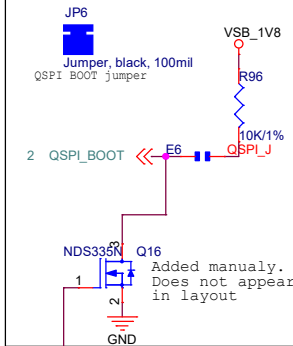 JP6
VSB_1V8
Jumper, black, 100mil
QSPI BOOT jumper
R96
10K/1%
2 QSPI_BOOT
E6
QSPI_J
3
NDS335N Q16
1
Added manualy.
Does not appear
in layout
2
GND